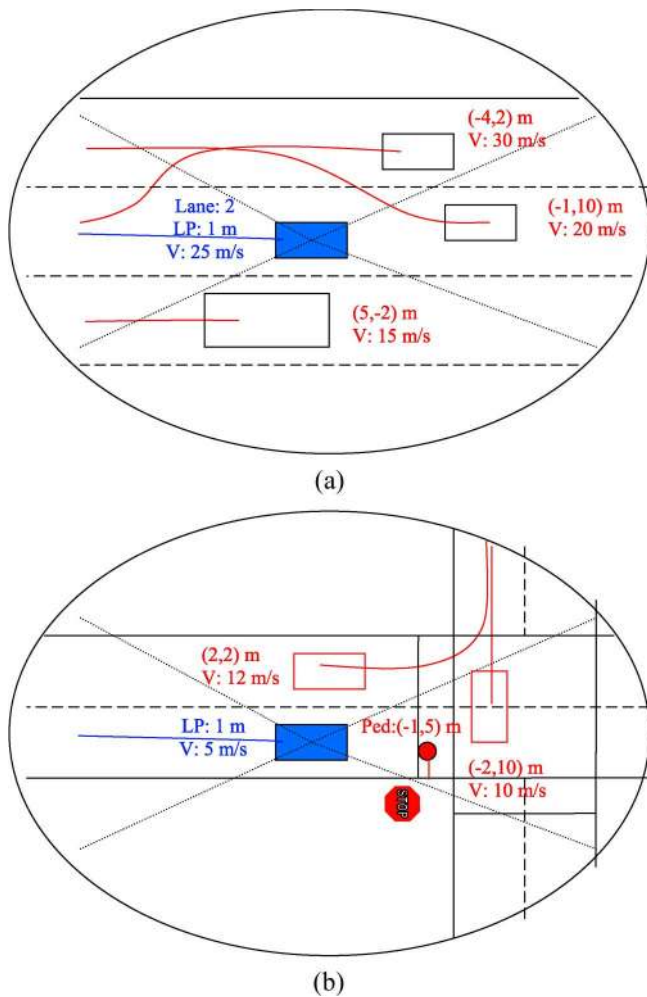 (-4,2) m
V: 30 m/s
(-1,10) m
V: 20 m/s
Lane: 2
LP: 1 m
V: 25 m/s
(5,-2) m
V: 15 m/s
(a)
(2,2) m
V: 12 m/s
LP: 1 m
V: 5 m/s
Ped:(-1,5) m
(-2,10) m
V: 10 m/s
STOP
(b)